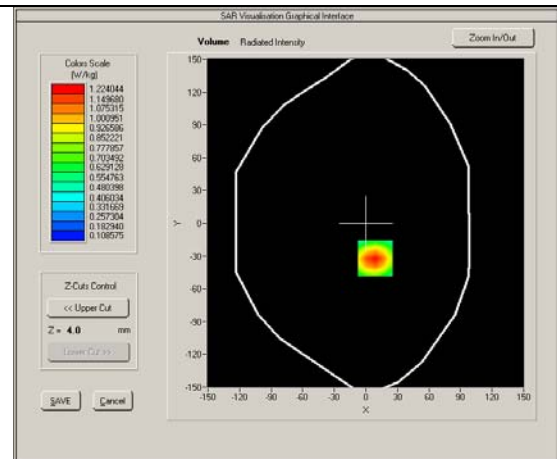 SAR Visualisation Graphical Interface
Volume Radiated Intensity
Zoom In/Out
Colors Scale
(W/kg)
1.224044
1.149680
1.075315
1.000951
0.926586
0.852221
0.777857
0.703492
0.629128
0.554763
0.480398
0.406034
0.331669
0.257304
0.182940
0.108575
150
120
90
60
30
0
-30
-60
-90
-120
-150
Y
-150 -120 -90 -60 -30 0 30 60 90 120 150
X
Z-Cuts Control
<< Upper Cut
Z = 4.0 mm
Lower Cut >>
SAVE Cancel